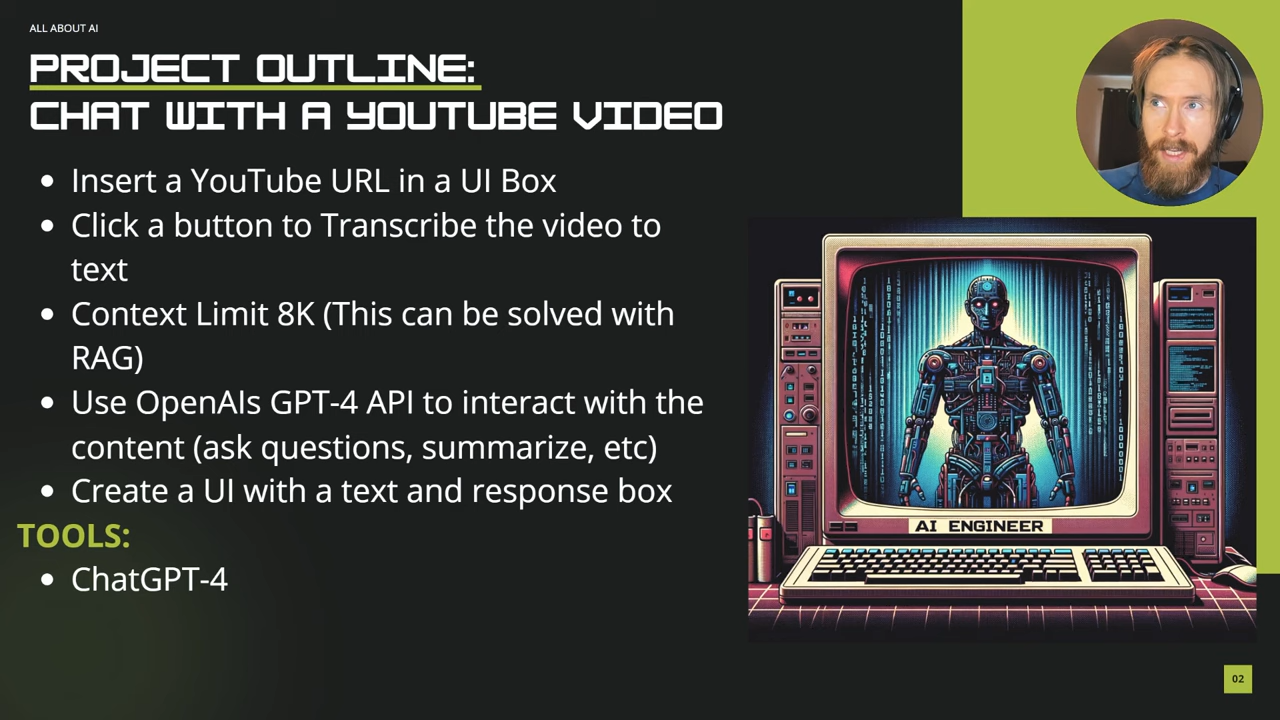 ALL ABOUT AI
PROJECT OUTLINE:
CHAT WITH A YOUTUBE VIDEO
• Insert a YouTube URL in a UI Box
• Click a button to Transcribe the video to
text
• Context Limit 8K (This can be solved with
RAG)
• Use OpenAIs GPT-4 API to interact with the
content (ask questions, summarize, etc)
• Create a UI with a text and response box
TOOLS:
• ChatGPT-4
AI ENGINEER
02